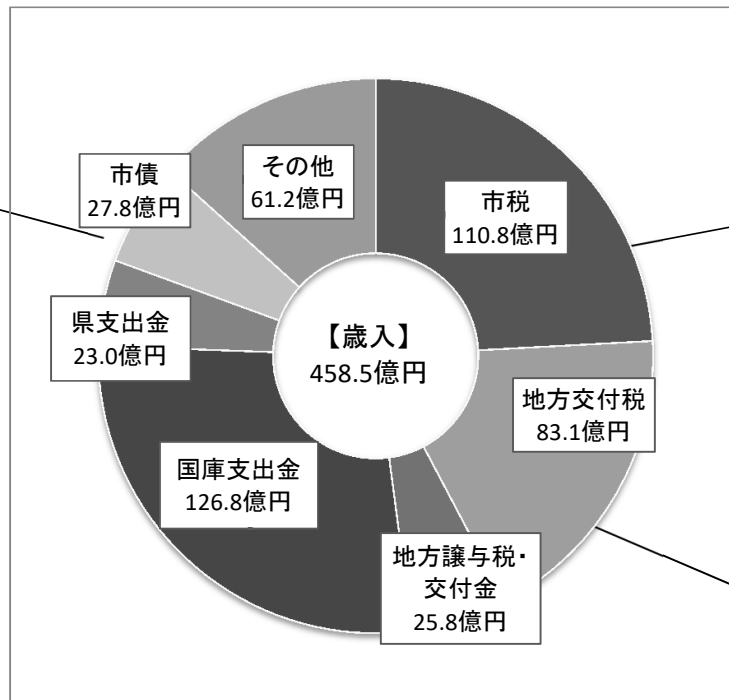 市税
110.8億円
地方交付税
83.1億円
地方譲与税・
交付金
25.8億円
国庫支出金
126.8億円
県支出金
23.0億円
市債
27.8億円
その他
61.2億円
【歳入】
458.5億円